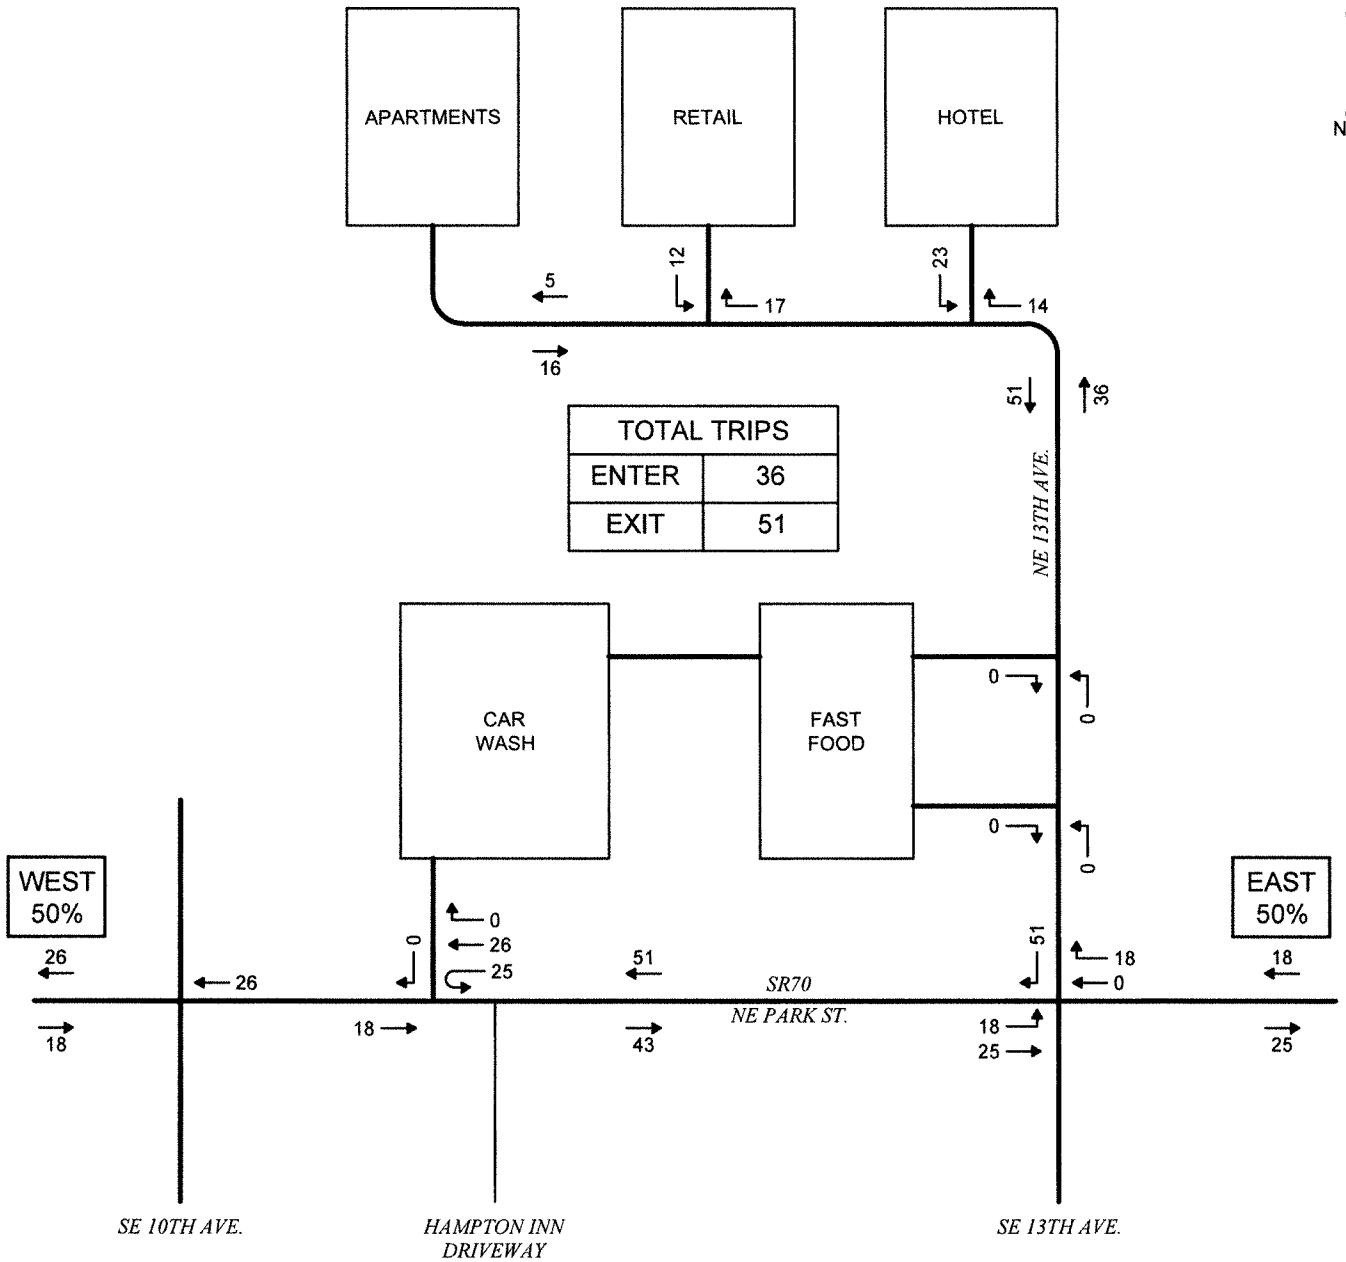 APARTMENTS
RETAIL
HOTEL
N
5
12
17
23
14
16
51
36
TOTAL TRIPS
ENTER 36
EXIT 51
NE 13TH AVE.
CAR
WASH
FAST
FOOD
0
0
0
0
WEST
50%
EAST
50%
26
26
0
0
26
25
51
SR70
51
18
0
18
18
18
43
NE PARK ST.
18
25
25
SE 10TH AVE.
HAMPTON INN
DRIVEWAY
SE 13TH AVE.